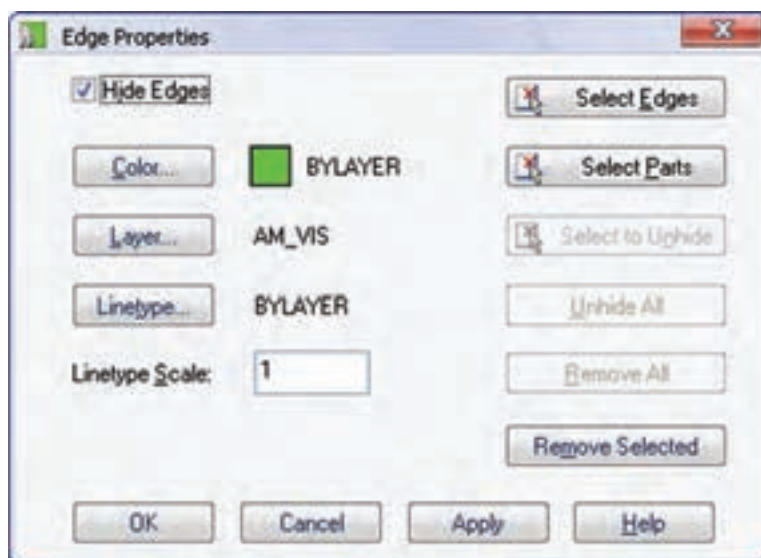 Edge Properties
Hide Edges
Select Edges
Color... BYLAYER
Select Parts
Layer... AM_VIS
Select to Unhide
Linetype... BYLAYER
Unhide All
Linetype Scale: 1
Remove All
Remove Selected
OK Cancel Apply Help